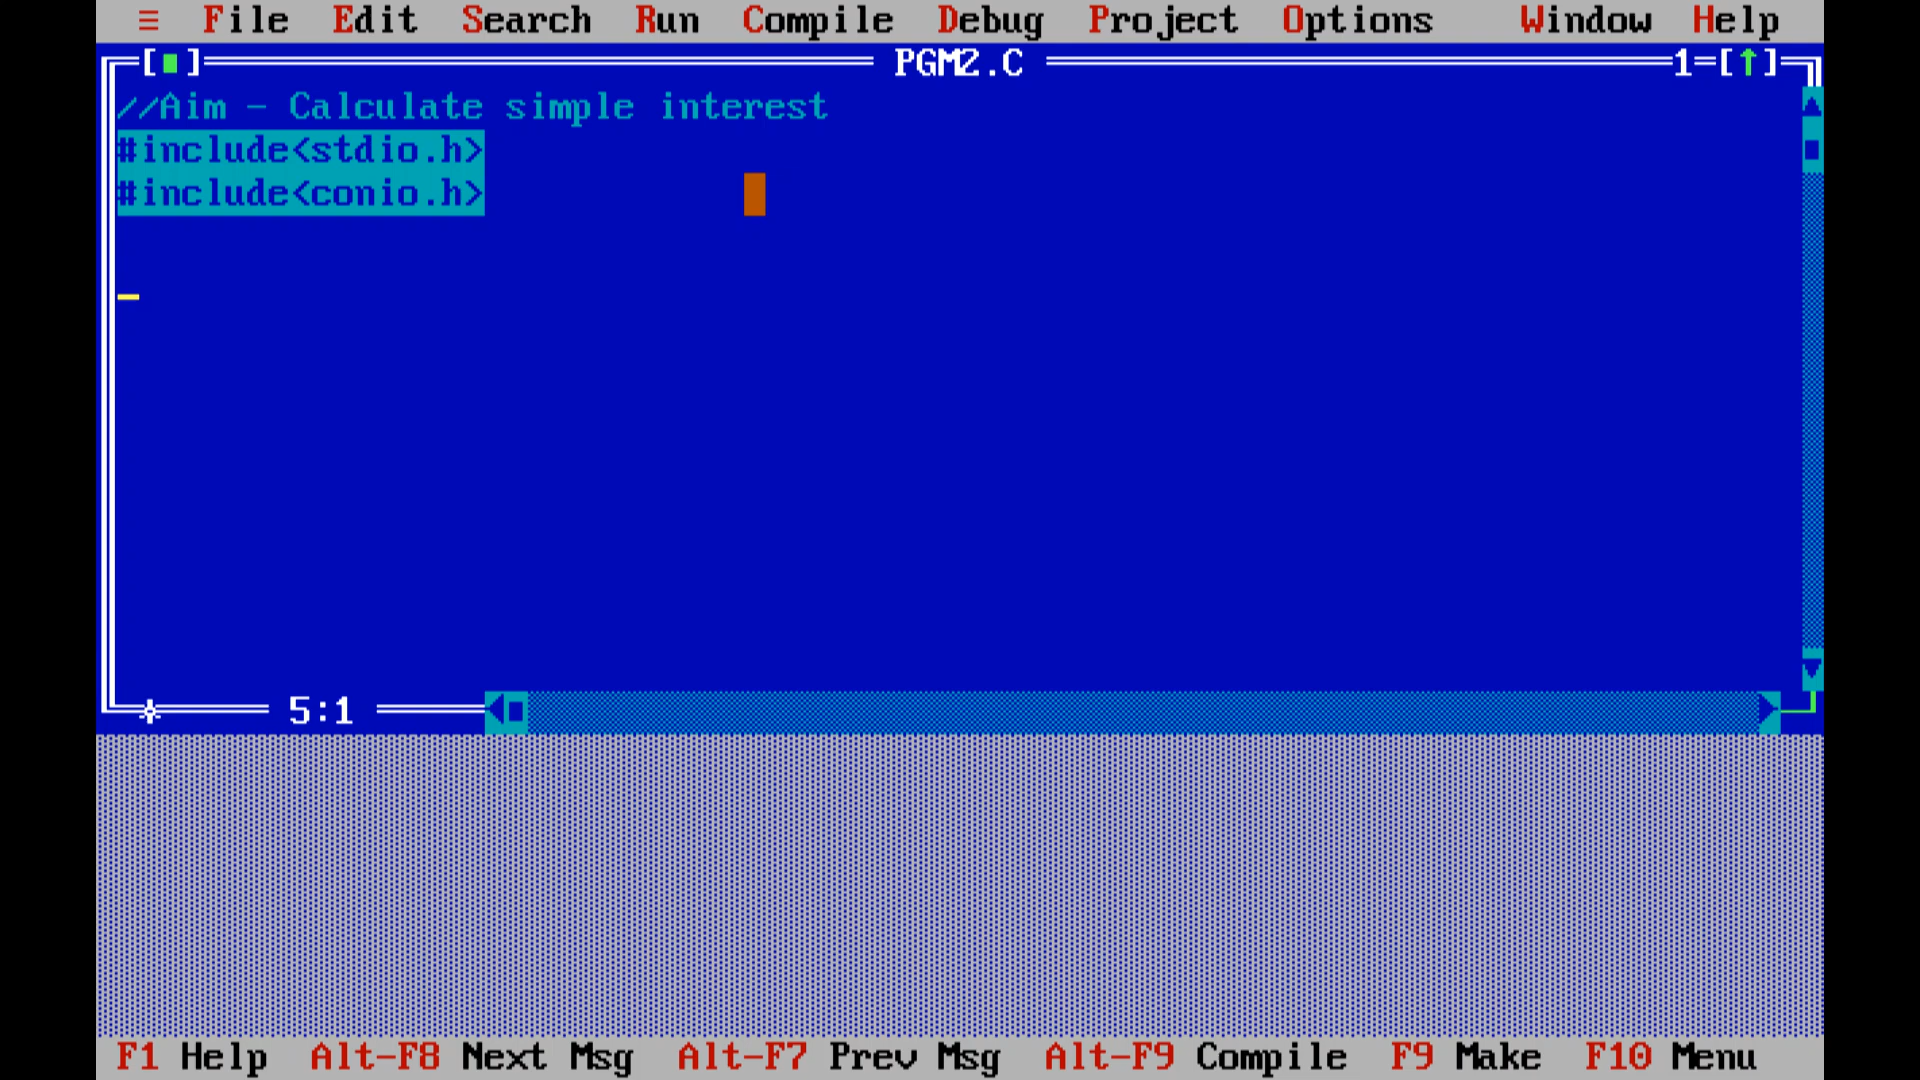 ≡ File Edit Search Run Compile Debug Project Options Window Help
[■] PGM2.C 1=[↑]
//Aim - Calculate simple interest
#include<stdio.h>
#include<conio.h>
5:1
F1 Help Alt-F8 Next Msg Alt-F7 Prev Msg Alt-F9 Compile F9 Make F10 Menu